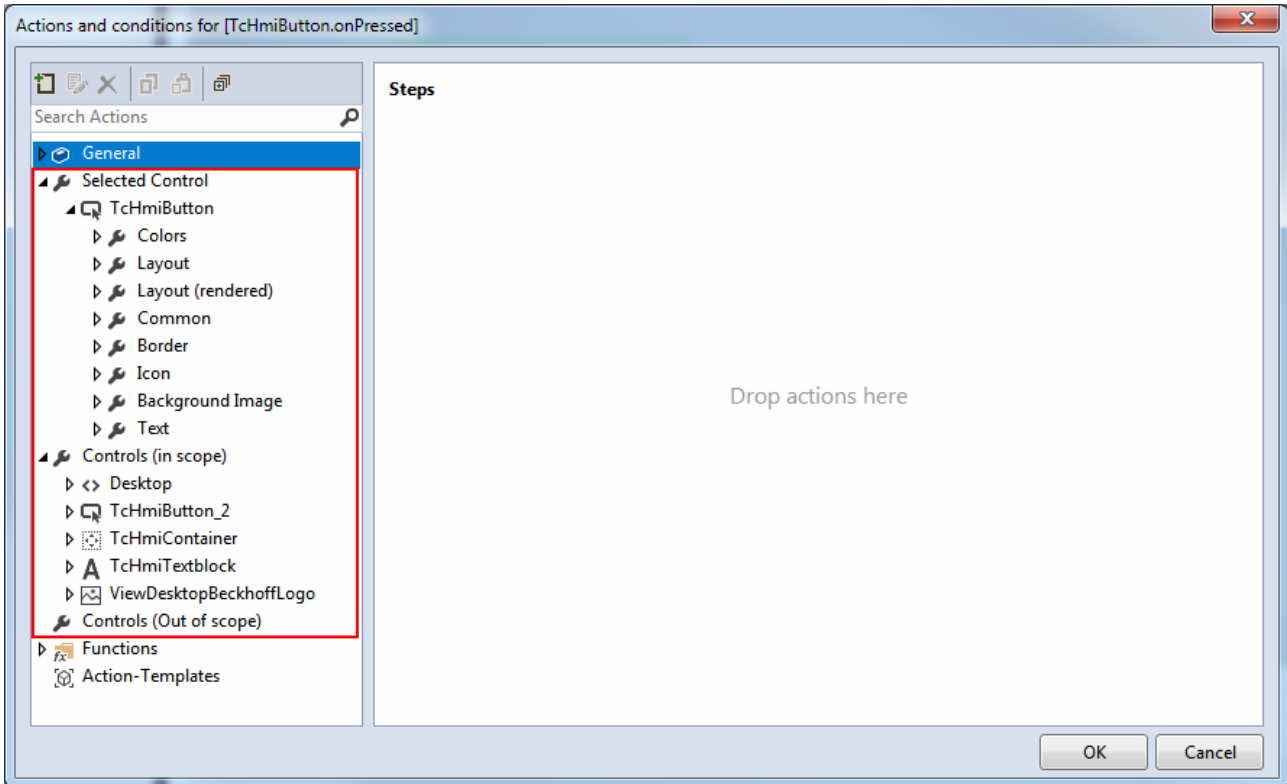 Actions and conditions for [TcHmiButton.onPressed]
Search Actions
General
Selected Control
TcHmiButton
Colors
Layout
Layout (rendered)
Common
Border
Icon
Background Image
Text
Controls (in scope)
Desktop
TcHmiButton_2
TcHmiContainer
A TcHmiTextblock
ViewDesktopBeckhoffLogo
Controls (Out of scope)
fx Functions
Action-Templates
Steps
Drop actions here
OK
Cancel